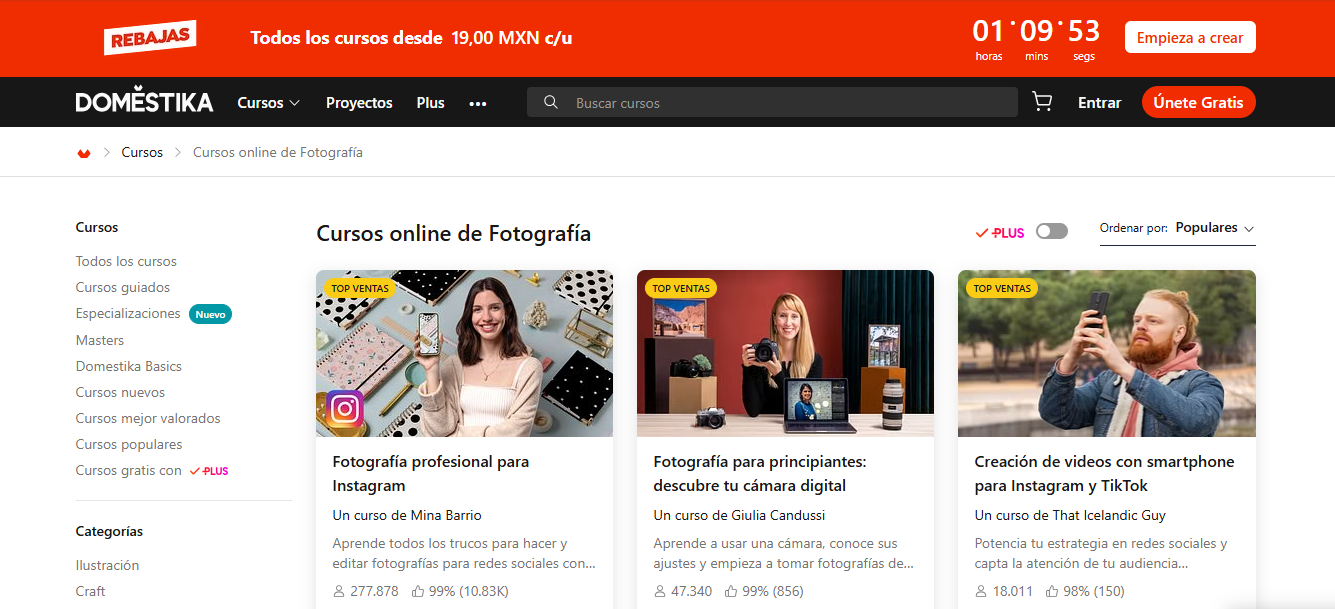 REBAJAS
Todos los cursos desde 19,00 MXN c/u
01 : 09 : 53
horas mins segs
Empieza a crear
DOMESTIKA
Cursos
Proyectos
Plus
•••
Buscar cursos
Entrar
Únete Gratis
Cursos
Cursos online de Fotografía
Cursos
Todos los cursos
Cursos guiados
Especializaciones Nuevo
Masters
Domestika Basics
Cursos nuevos
Cursos mejor valorados
Cursos populares
Cursos gratis con PLUS
Categorías
Ilustración
Craft
Cursos online de Fotografía
PLUS
Ordenar por: Populares
TOP VENTAS
Fotografía profesional para
Instagram
Un curso de Mina Barrio
Aprende todos los trucos para hacer y
editar fotografías para redes sociales con...
277.878 99% (10.83K)
TOP VENTAS
Fotografía para principiantes:
descubre tu cámara digital
Un curso de Giulia Candussi
Aprende a usar una cámara, conoce sus
ajustes y empieza a tomar fotografías de...
47.340 99% (856)
TOP VENTAS
Creación de videos con smartphone
para Instagram y TikTok
Un curso de That Icelandic Guy
Potencia tu estrategia en redes sociales y
capta la atención de tu audiencia...
18.011 98% (150)